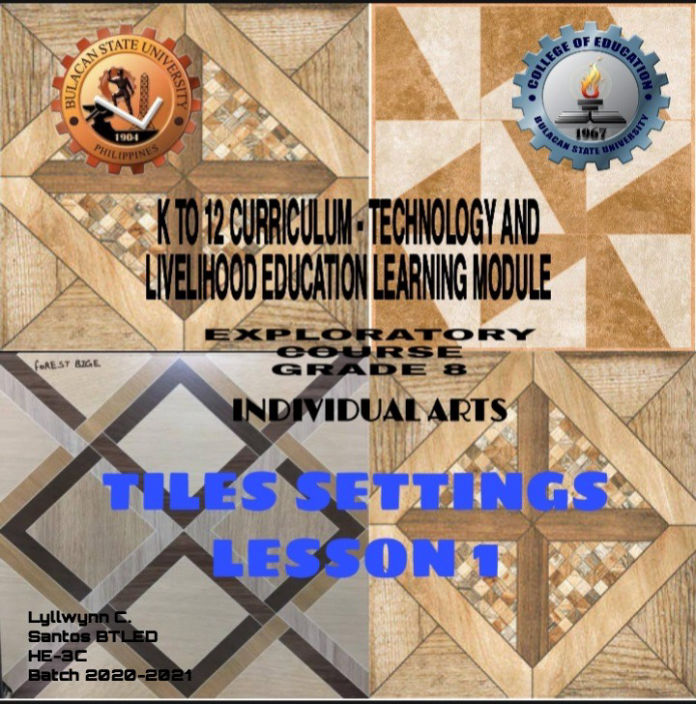 BULACAN STATE UNIVERSITY
1904
PHILIPPINES
COLLEGE OF EDUCATION
1967
BULACAN STATE UNIVERSITY
K TO 12 CURRICULUM - TECHNOLOGY AND
LIVELIHOOD EDUCATION LEARNING MODULE
EXPLORATORY
COURSE
GRADE 8
foREST BIGE
INDIVIDUAL ARTS
TILES SETTINGS
LESSON 1
Lyllwynn C.
Santos BTLED
HE-3C
Batch 2020-2021